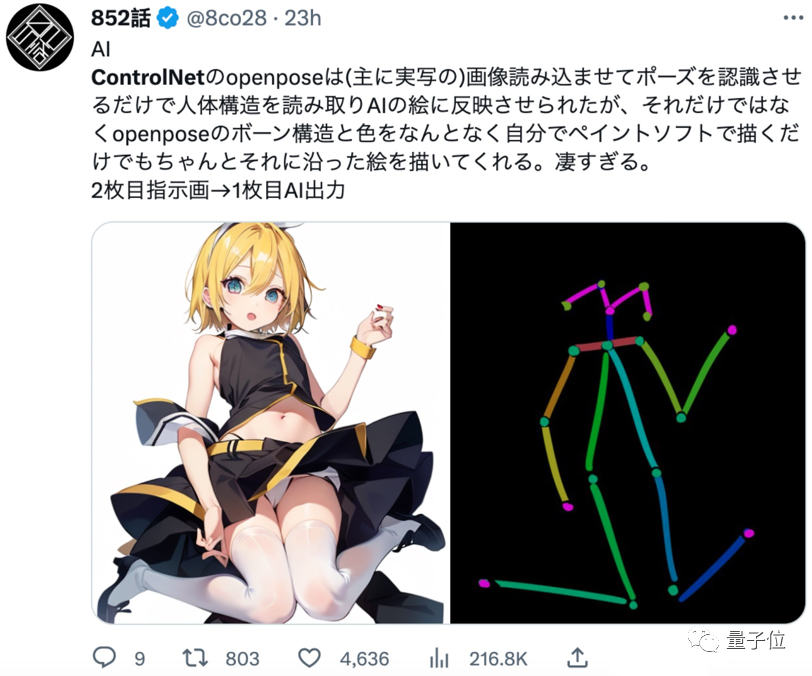 852話 @8co28 · 23h
AI
ControlNetのopenposeは(主に実写の)画像読み込ませてポーズを認識させ
るだけで人体構造を読み取りAIの絵に反映させられたが、それだけではな
くopenposeのボーン構造と色をなんとなく自分でペイントソフトで描くだ
けでもちゃんとそれに沿った絵を描いてくれる。凄すぎる。
2枚目指示画→1枚目AI出力
9 803 4,636 216.8K
量子位